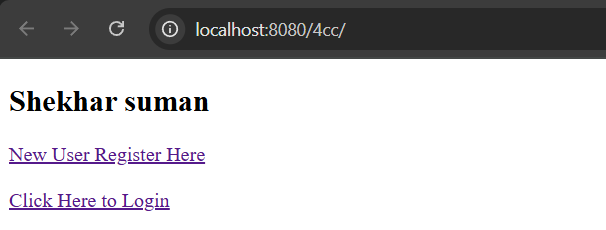 localhost:8080/4cc/
Shekhar suman
New User Register Here
Click Here to Login